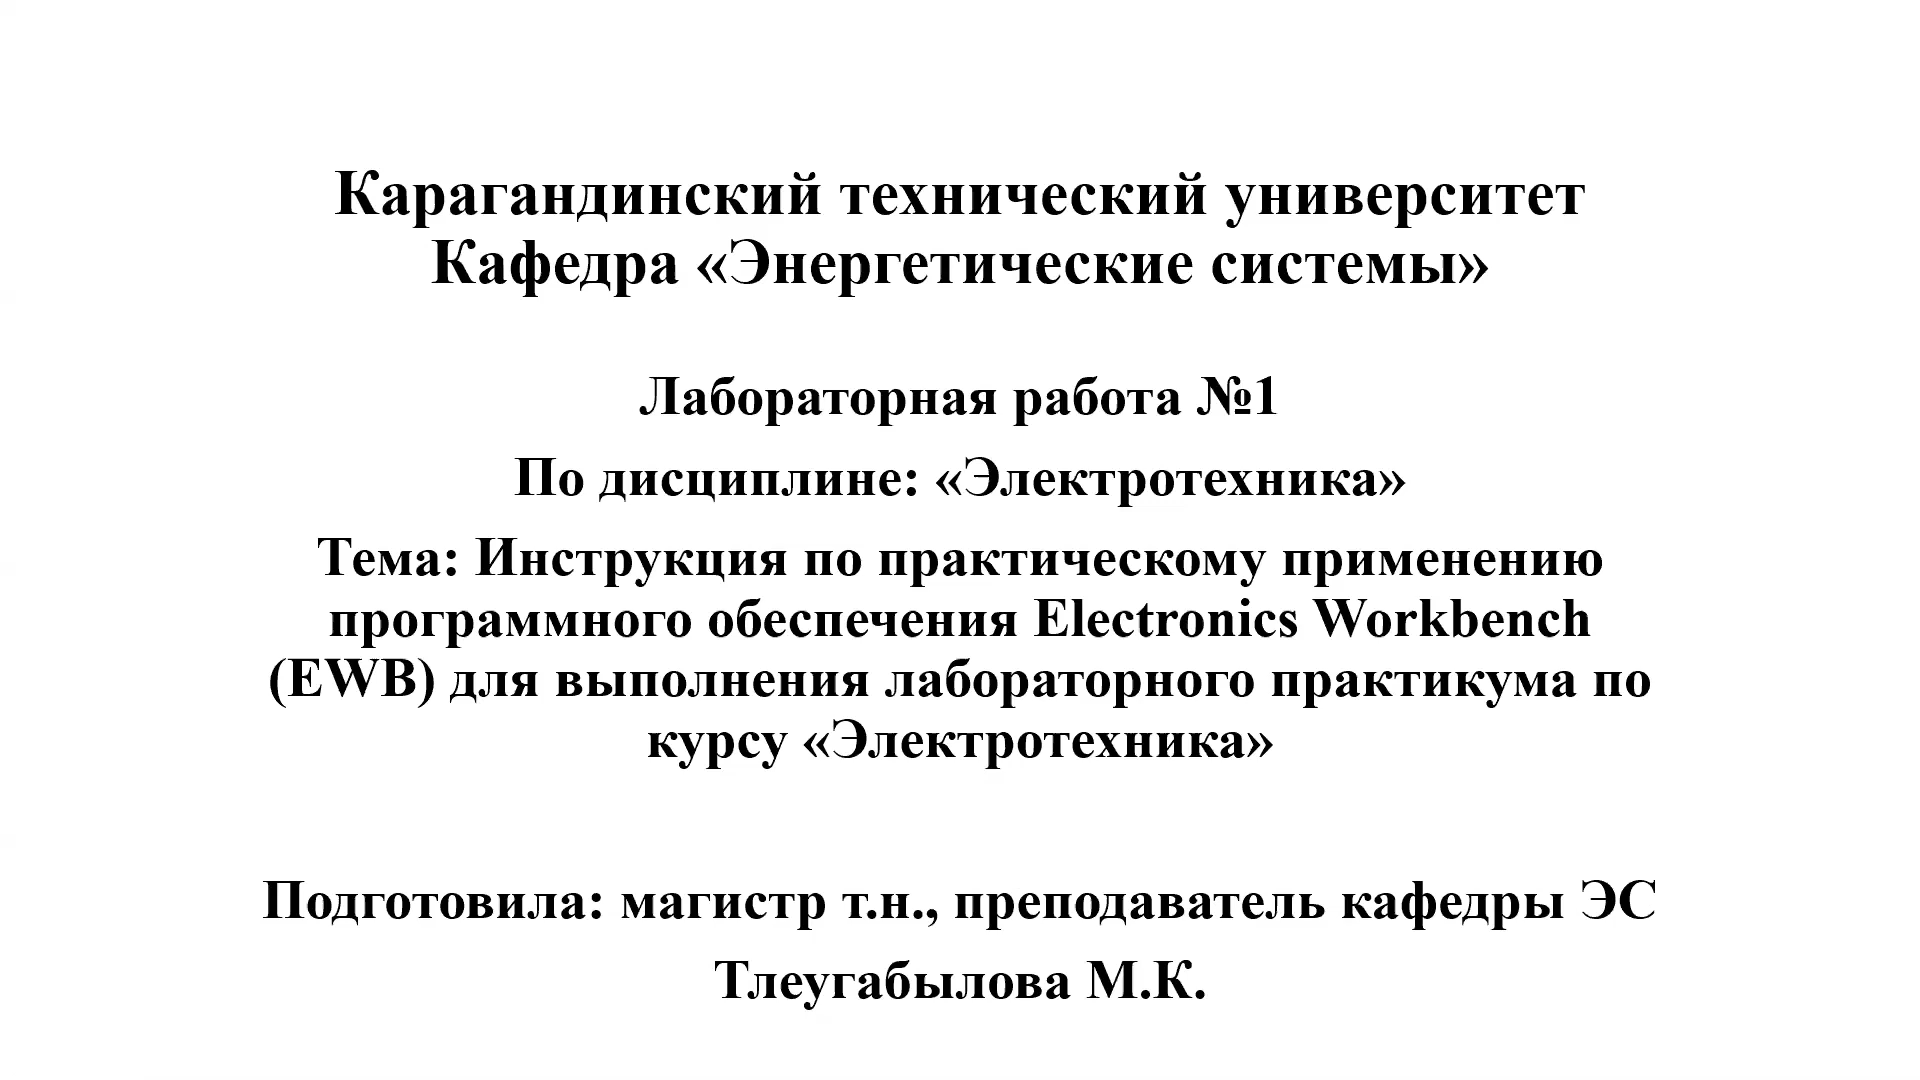 Карагандинский технический университет
Кафедра «Энергетические системы»
Лабораторная работа №1
По дисциплине: «Электротехника»
Тема: Инструкция по практическому применению
программного обеспечения Electronics Workbench
(EWB) для выполнения лабораторного практикума по
курсу «Электротехника»
Подготовила: магистр т.н., преподаватель кафедры ЭС
Тлеугабылова М.К.